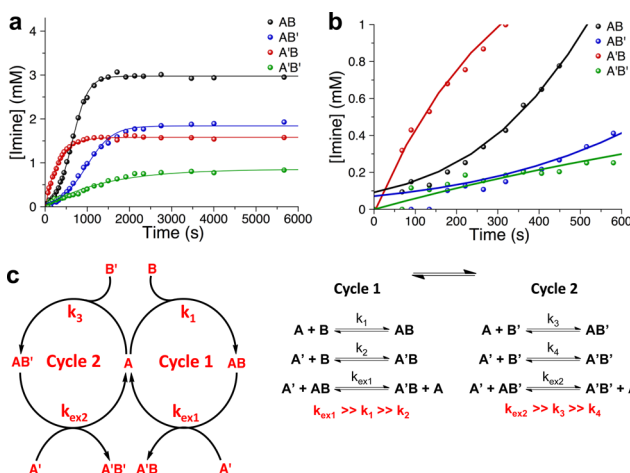 a
[Imine] (mM)
4
3
2
1
0
0 1000 2000 3000 4000 5000 6000
Time (s)
AB
AB'
A'B
A'B'
b
[Imine] (mM)
1
0.8
0.6
0.4
0.2
0
0 100 200 300 400 500 600
Time (s)
AB
AB'
A'B
A'B'
c
B' B
k3 k1
AB' Cycle 2 A Cycle 1 AB
kex2 kex1
A' A'B' A'B A'
Cycle 1
A + B k1 AB
A' + B k2 A'B
A' + AB kex1 A'B + A
kex1 >> k1 >> k2
Cycle 2
A + B' k3 AB'
A' + B' k4 A'B'
A' + AB' kex2 A'B' + A
kex2 >> k3 >> k4